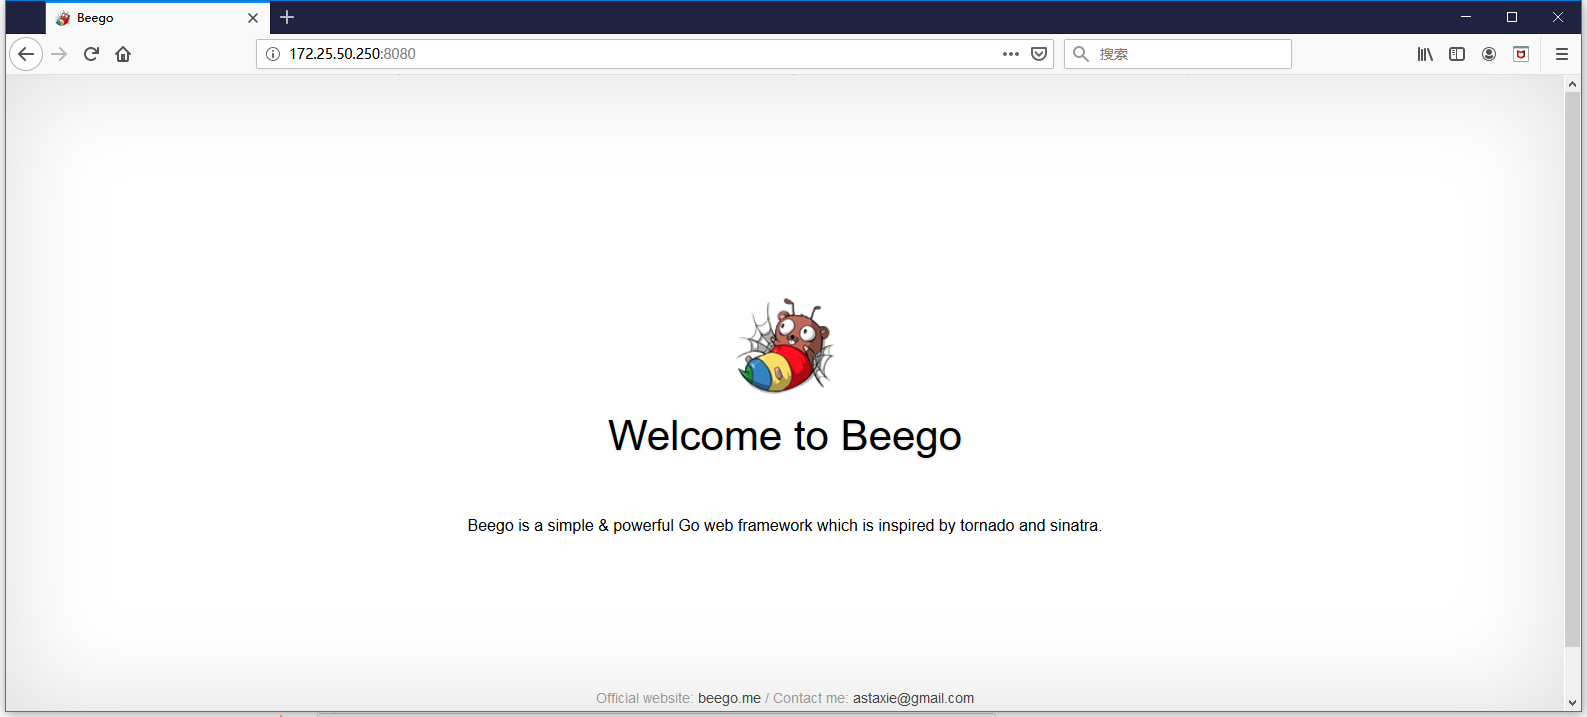 Beego
172.25.50.250:8080
搜索
Welcome to Beego
Beego is a simple & powerful Go web framework which is inspired by tornado and sinatra.
Official website: beego.me / Contact me: astaxie@gmail.com